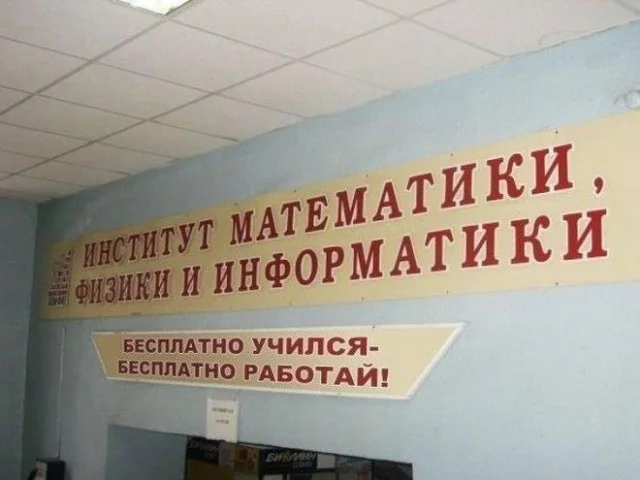 ИНСТИТУТ МАТЕМАТИКИ,
ФИЗИКИ И ИНФОРМАТИКИ
БЕСПЛАТНО УЧИЛСЯ-
БЕСПЛАТНО РАБОТАЙ!